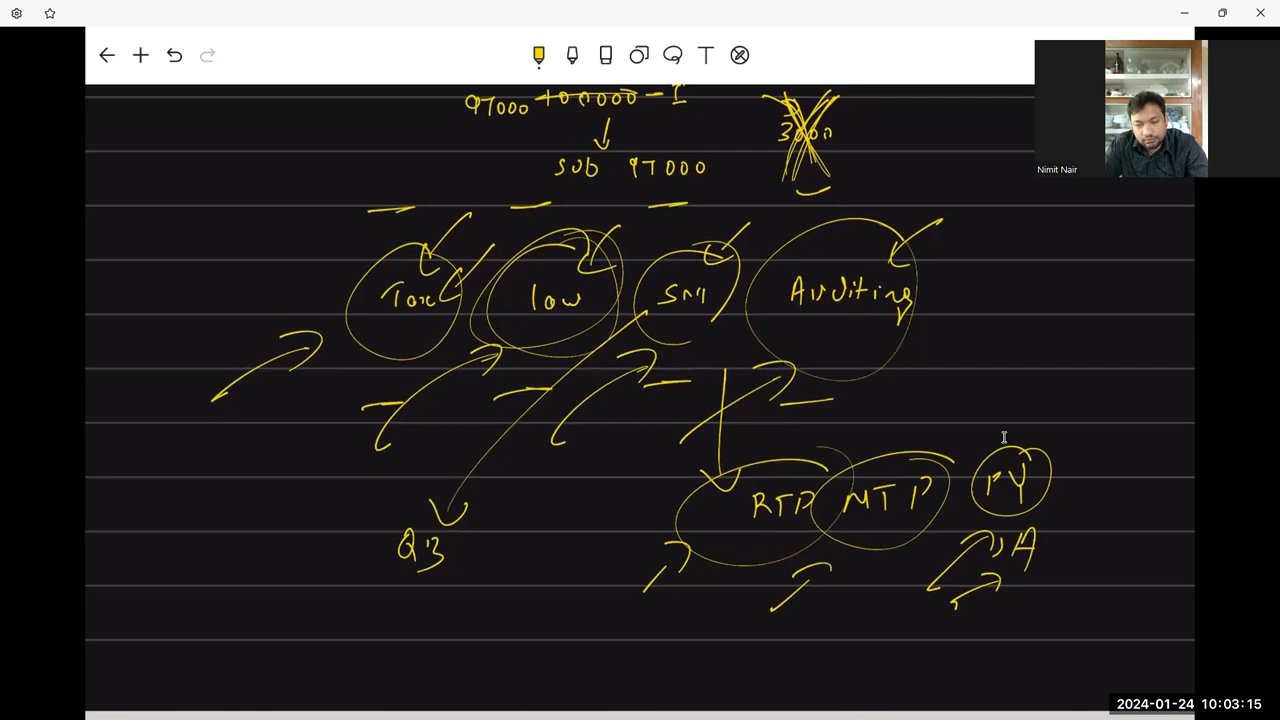 97000 100000 - I
sub 97000
3000
Nimit Nair
Tax law SM Auditing
RTP MTP PY
Q3
A
2024-01-24 10:03:15